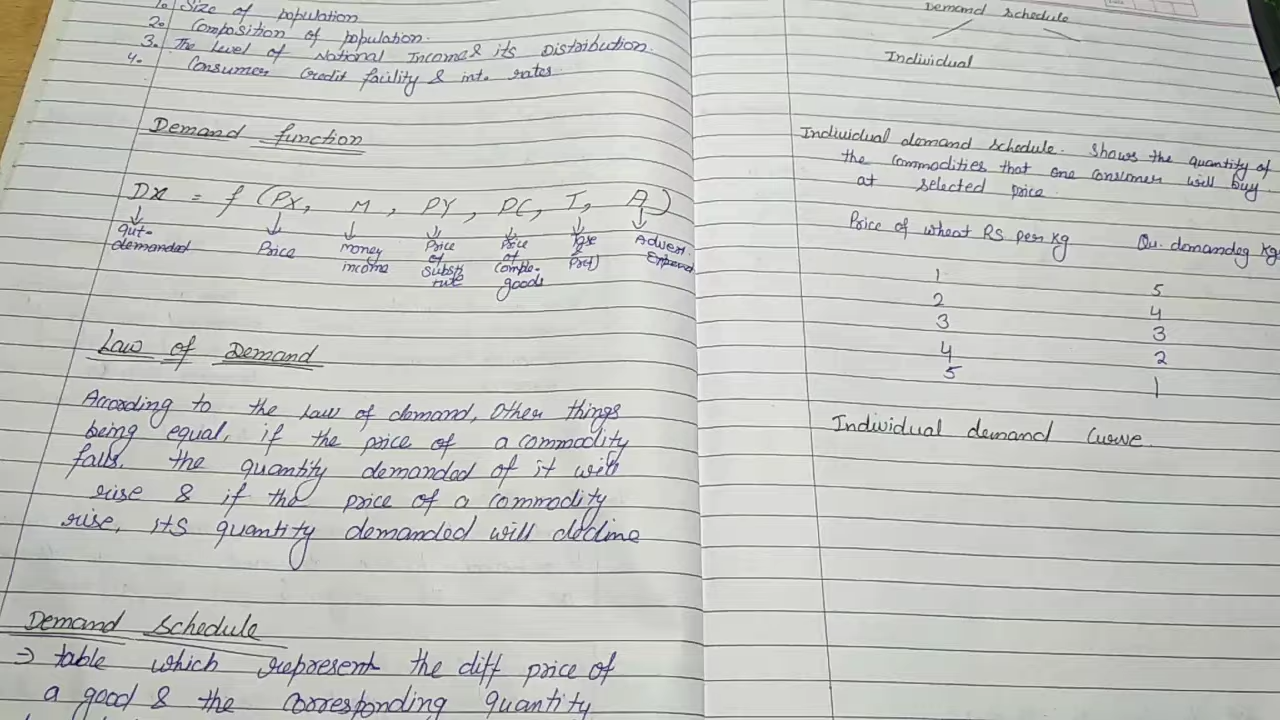 1. Size of population
2. Composition of population.
3. The Level of National Income & its Distribution.
4. Consumer Credit facility & int. rates.
Demand function
DX = f (PX, M, PY, PC, T, A)
qut- demanded
Price
money income
Price of substitute
Price of comple. goods
Advert. Expend
Law of Demand
According to the Law of demand, Other things
being equal, if the price of a commodity
falls, the quantity demanded of it will
rise & if the price of a commodity
rise, its quantity demanded will decline
Demand Schedule
⇒ table which represent the diff price of
a good & the corresponding quantity
Demand Schedule
Individual
Individual demand schedule. Shows the quantity of
the commodities that one consumer will buy
at selected price.
Price of wheat RS per kg Qu. demanded kg
1 5
2 4
3 3
4 2
5 1
Individual demand Curve.